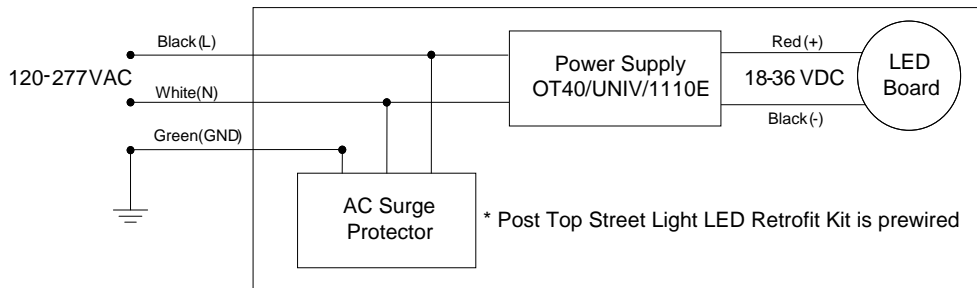 Black(L)
120-277VAC
White(N)
Green(GND)
Power Supply
OT40/UNIV/1110E
Red(+)
18-36 VDC
Black(-)
LED
Board
AC Surge
Protector
* Post Top Street Light LED Retrofit Kit is prewired